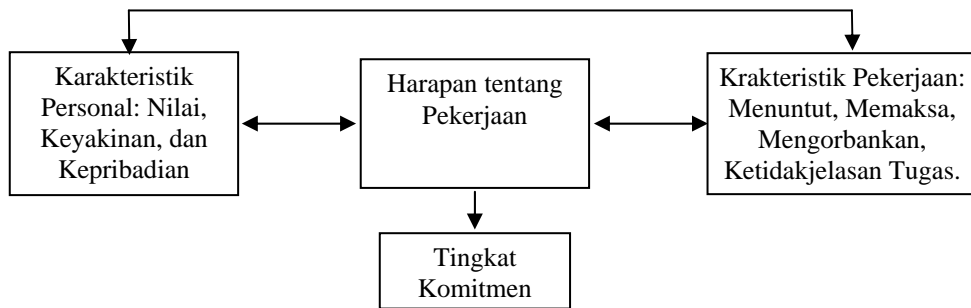 Karakteristik
Personal: Nilai,
Keyakinan, dan
Kepribadian
Harapan tentang
Pekerjaan
Krakteristik Pekerjaan:
Menuntut, Memaksa,
Mengorbankan,
Ketidakjelasan Tugas.
Tingkat
Komitmen